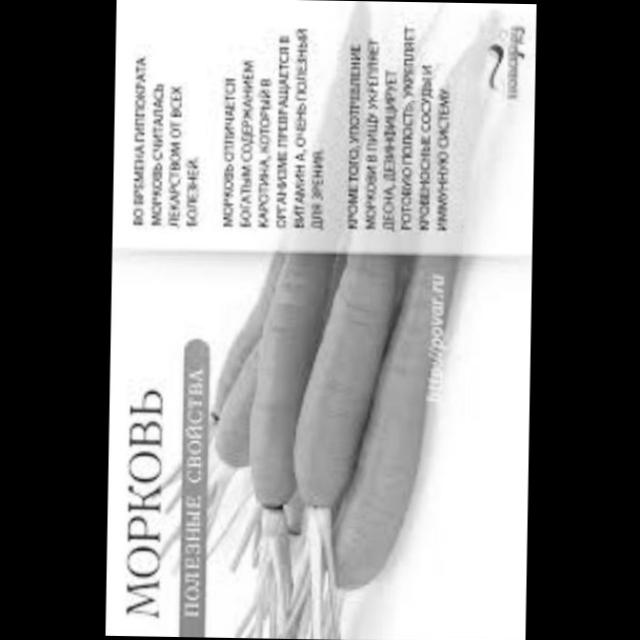 МОРКОВЬ
ПОЛЕЗНЫЕ СВОЙСТВА
ВО ВРЕМЕНА ГИППОКРАТА
МОРКОВЬ СЧИТАЛАСЬ
ЛЕКАРСТВОМ ОТ ВСЕХ
БОЛЕЗНЕЙ.
МОРКОВЬ ОТЛИЧАЕТСЯ
БОГАТЫМ СОДЕРЖАНИЕМ
КАРОТИНА, КОТОРЫЙ В
ОРГАНИЗМЕ ПРЕВРАЩАЕТСЯ В
ВИТАМИН А, ОЧЕНЬ ПОЛЕЗНЫЙ
ДЛЯ ЗРЕНИЯ.
КРОМЕ ТОГО, УПОТРЕБЛЕНИЕ
МОРКОВИ В ПИЩУ УКРЕПЛЯЕТ
ДЕСНА, ДЕЗИНФИЦИРУЕТ
РОТОВУЮ ПОЛОСТЬ, УКРЕПЛЯЕТ
КРОВЕНОСНЫЕ СОСУДЫ И
ИММУННУЮ СИСТЕМУ.
http://povar.ru